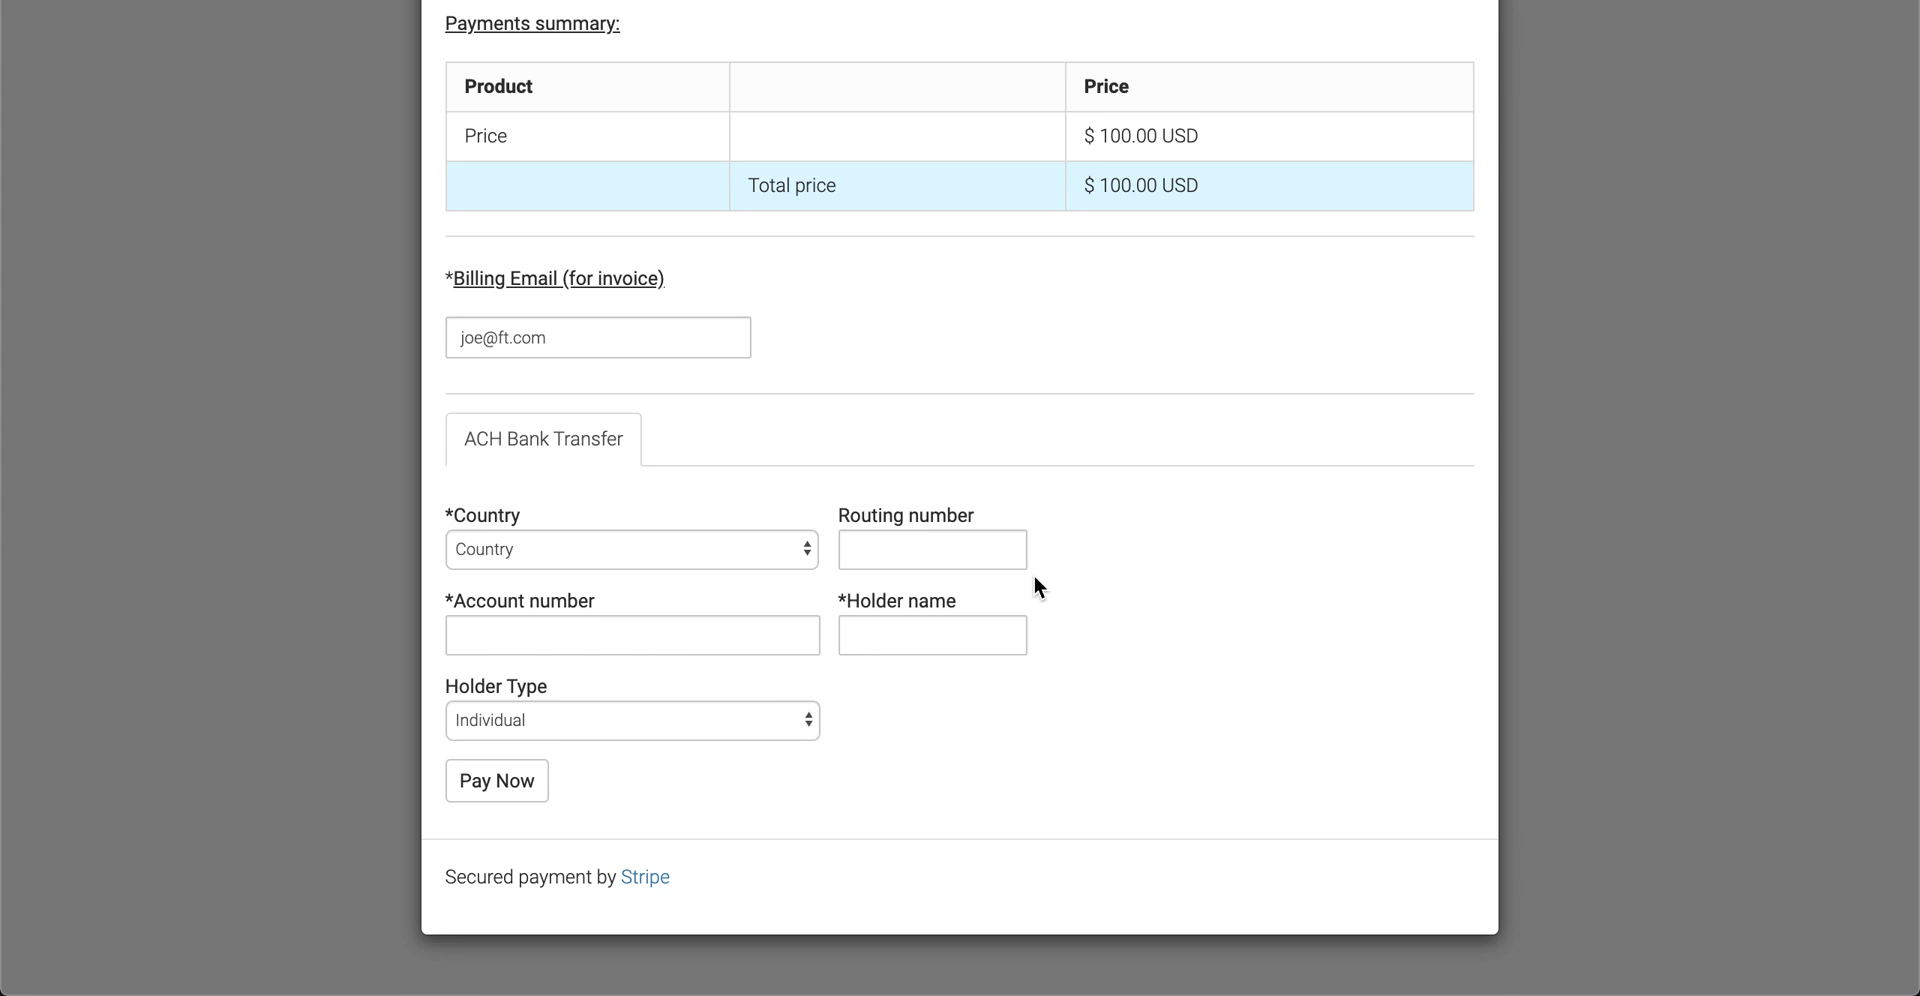 Payments summary:
Product Price
Price $ 100.00 USD
Total price $ 100.00 USD
*Billing Email (for invoice)
joe@ft.com
ACH Bank Transfer
*Country Routing number
Country
*Account number *Holder name
Holder Type
Individual
Pay Now
Secured payment by Stripe